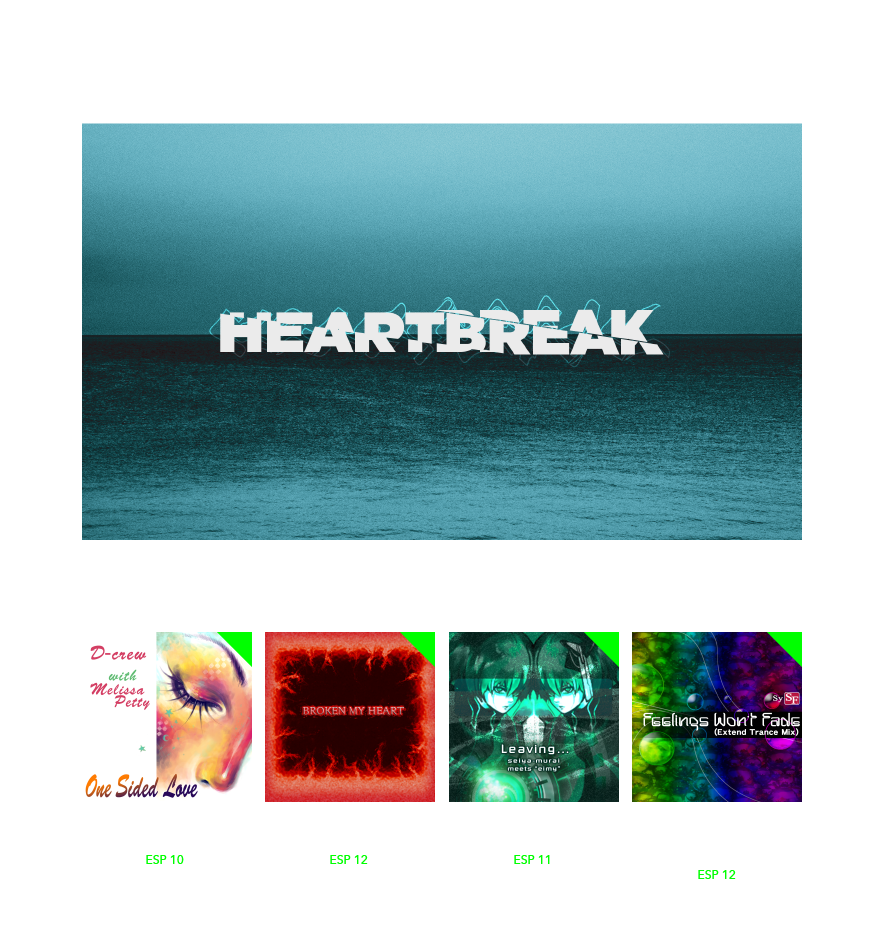 HEARTBREAK
D-crew
with
Melissa
Petty
One Sided Love
BROKEN MY HEART
Leaving...
seiya-murai
meets "eimy"
Sy SF
Feelings Won't Fade
(Extend Trance Mix)
ESP 10
ESP 12
ESP 11
ESP 12